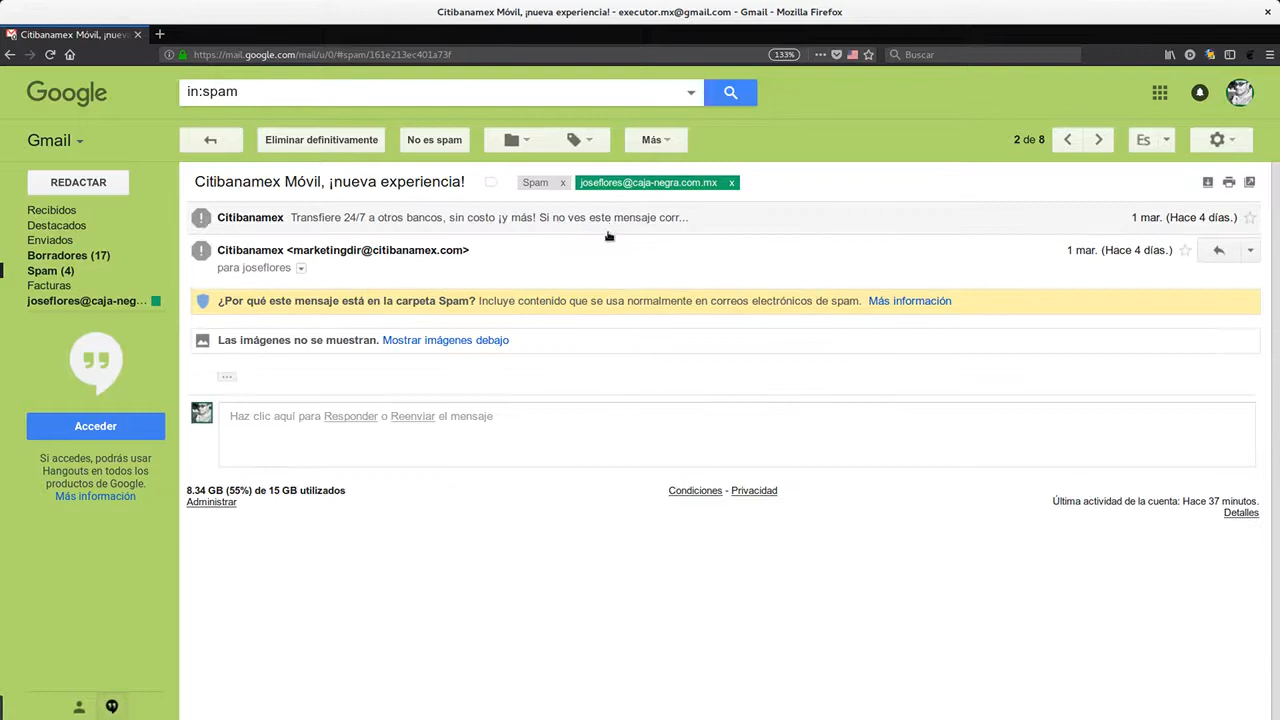 Citibanamex Móvil, ¡nueva experiencia! - executor.mx@gmail.com - Gmail - Mozilla Firefox
Citibanamex Móvil, ¡nueva
https://mail.google.com/mail/u/0/#spam/161e213ec401a73f
133%
Buscar
Google
in:spam
Gmail
Eliminar definitivamente
No es spam
Más
2 de 8
Es
REDACTAR
Recibidos
Destacados
Enviados
Borradores (17)
Spam (4)
Facturas
joseflores@caja-neg...
Acceder
Si accedes, podrás usar
Hangouts en todos los
productos de Google.
Más información
Citibanamex Móvil, ¡nueva experiencia!
Spam x
joseflores@caja-negra.com.mx x
Citibanamex Transfiere 24/7 a otros bancos, sin costo ¡y más! Si no ves este mensaje corr...
1 mar. (Hace 4 días.)
Citibanamex <marketingdir@citibanamex.com>
1 mar. (Hace 4 días.)
para joseflores
¿Por qué este mensaje está en la carpeta Spam? Incluye contenido que se usa normalmente en correos electrónicos de spam. Más información
Las imágenes no se muestran. Mostrar imágenes debajo
Haz clic aquí para Responder o Reenviar el mensaje
8.34 GB (55%) de 15 GB utilizados
Administrar
Condiciones - Privacidad
Última actividad de la cuenta: Hace 37 minutos.
Detalles